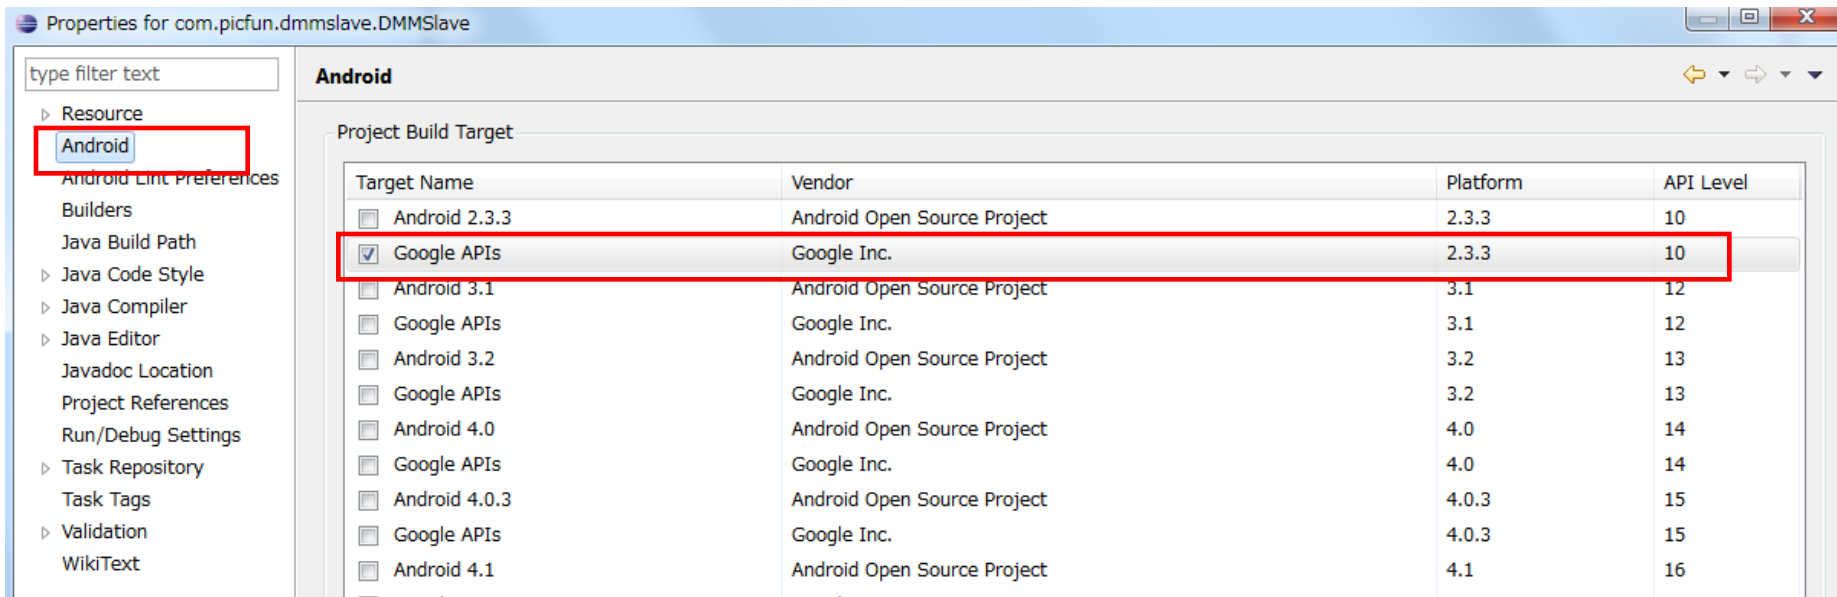 Properties for com.picfun.dmmslave.DMMSlave
type filter text
Resource
Android
Android Lint Preferences
Builders
Java Build Path
Java Code Style
Java Compiler
Java Editor
Javadoc Location
Project References
Run/Debug Settings
Task Repository
Task Tags
Validation
WikiText
Android
Project Build Target
Target Name Vendor Platform API Level
Android 2.3.3 Android Open Source Project 2.3.3 10
Google APIs Google Inc. 2.3.3 10
Android 3.1 Android Open Source Project 3.1 12
Google APIs Google Inc. 3.1 12
Android 3.2 Android Open Source Project 3.2 13
Google APIs Google Inc. 3.2 13
Android 4.0 Android Open Source Project 4.0 14
Google APIs Google Inc. 4.0 14
Android 4.0.3 Android Open Source Project 4.0.3 15
Google APIs Google Inc. 4.0.3 15
Android 4.1 Android Open Source Project 4.1 16